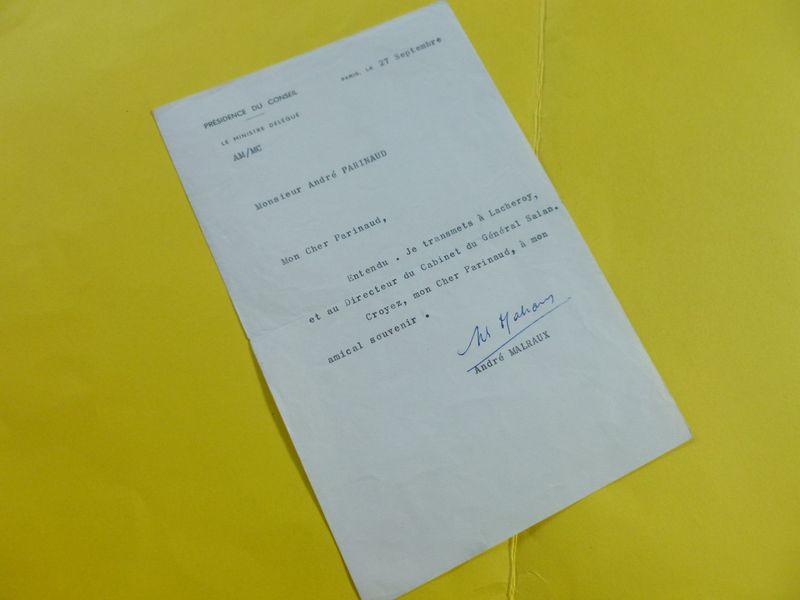 PARIS, LE 27 Septembre
PRÉSIDENCE DU CONSEIL
LE MINISTRE DÉLÉGUÉ
AM/MC
Monsieur André PARINAUD
Mon Cher Parinaud,
Entendu . Je transmets à Lacheroy,
et au Directeur du Cabinet du Général Salan.
Croyez, mon Cher Parinaud, à mon
amical souvenir .
André MALRAUX